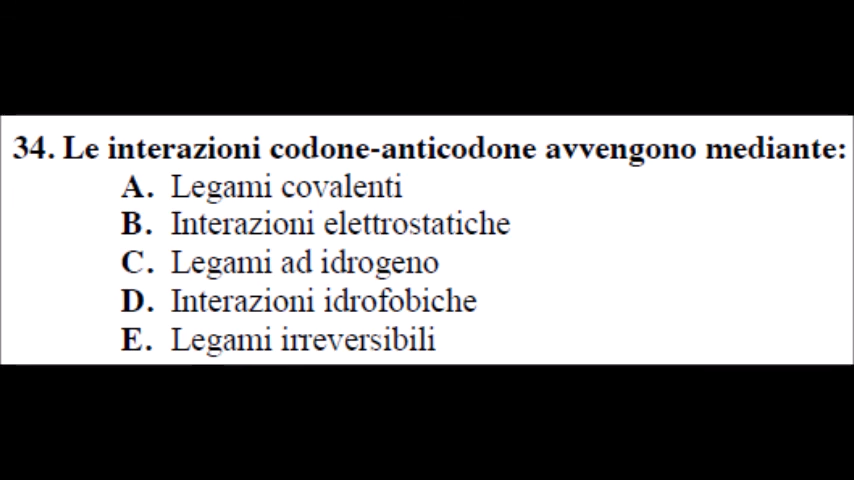 34. Le interazioni codone-anticodone avvengono mediante:
A. Legami covalenti
B. Interazioni elettrostatiche
C. Legami ad idrogeno
D. Interazioni idrofobiche
E. Legami irreversibili